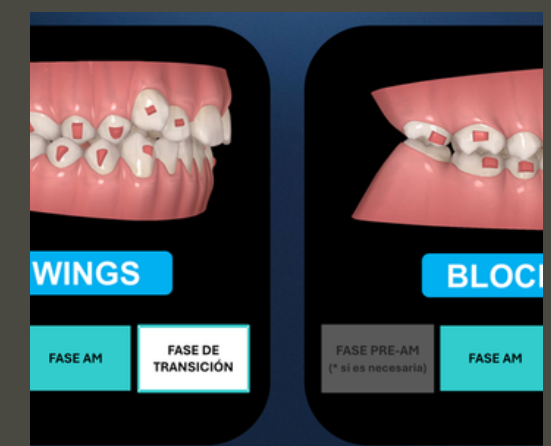 WINGS
FASE AM
FASE DE
TRANSICIÓN
BLOC
FASE PRE-AM
(* si es necesaria)
FASE AM